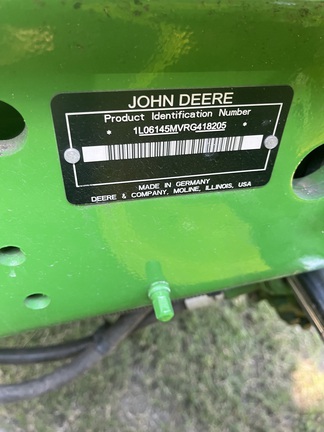 JOHN DEERE
Product Identification Number
* 1L06145MVRG418205 *
MADE IN GERMANY
DEERE & COMPANY, MOLINE, ILLINOIS, USA